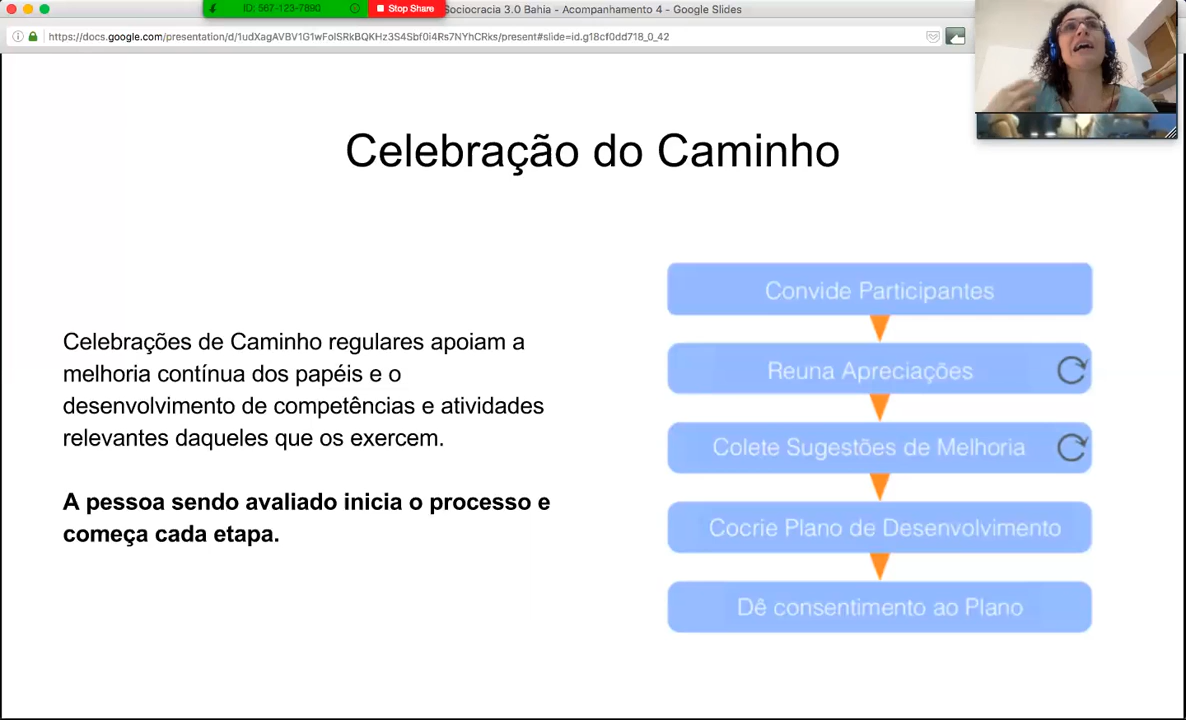 ID: 567-123-7890
Stop Share
Sociocracia 3.0 Bahia - Acompanhamento 4 - Google Slides
https://docs.google.com/presentation/d/1udXagAVBV1G1wFolSRkBQKHz3S4Sbf0i4Rs7NYhCRks/present#slide=id.g18cf0dd718_0_42
Celebração do Caminho
Celebrações de Caminho regulares apoiam a
melhoria contínua dos papéis e o
desenvolvimento de competências e atividades
relevantes daqueles que os exercem.
A pessoa sendo avaliado inicia o processo e
começa cada etapa.
Convide Participantes
Reuna Apreciações
Colete Sugestões de Melhoria
Cocrie Plano de Desenvolvimento
Dê consentimento ao Plano